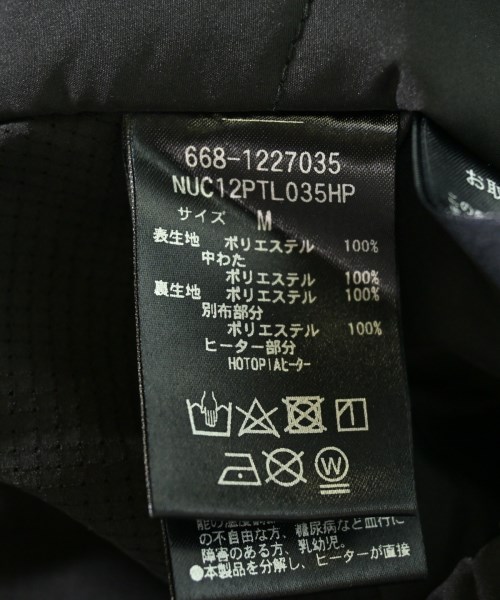 668-1227035
NUC12PTL035HP
サイズ M
表生地 ポリエステル 100%
中わた
ポリエステル 100%
裏生地 ポリエステル 100%
別布部分
ポリエステル 100%
ヒーター部分
HOTOPIAヒーター
W
の不自由な方、糖尿病など血行に
障害のある方、乳幼児。
●本製品を分解し、ヒーターが直接
お取
この